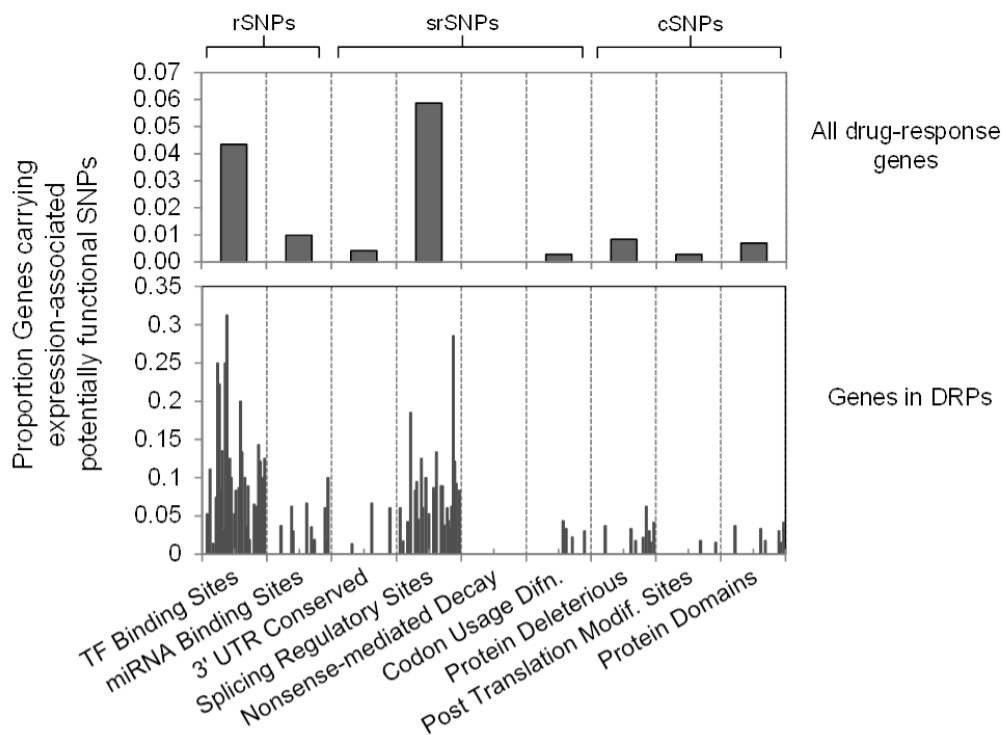 rSNPs
srSNPs
cSNPs
Proportion Genes carrying
expression-associated
potentially functional SNPs
0.07
0.06
0.05
0.04
0.03
0.02
0.01
0.00
All drug-response
genes
0.35
0.3
0.25
0.2
0.15
0.1
0.05
0
Genes in DRPs
TF Binding Sites
miRNA Binding Sites
3' UTR Conserved
Splicing Regulatory Sites
Nonsense-mediated Decay
Codon Usage Difn.
Protein Deleterious
Post Translation Modif. Sites
Protein Domains